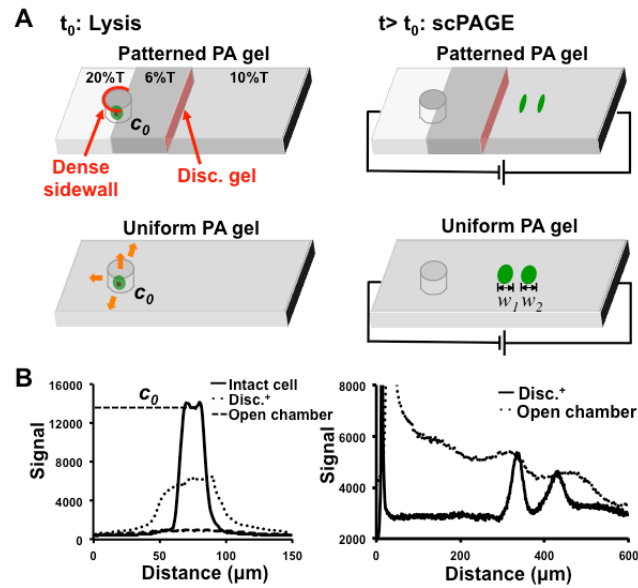 A
t₀: Lysis
t> t₀: scPAGE
Patterned PA gel
20%T 6%T 10%T
c₀
Dense sidewall
Disc. gel
Patterned PA gel
Uniform PA gel
c₀
Uniform PA gel
w₁ w₂
B
16000
12000
8000
4000
0
Signal
c₀
Intact cell
Disc.⁺
Open chamber
0 50 100 150
Distance (µm)
8000
6000
4000
2000
Signal
Disc.⁺
Open chamber
0 200 400 600
Distance (µm)